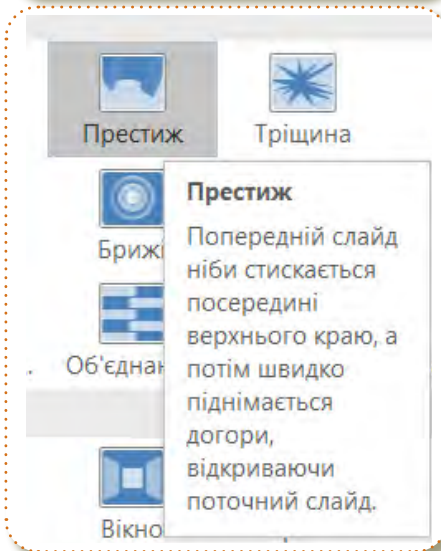 Престиж
Тріщина
Брижі
Престиж
Попередній слайд
ніби стискається
посередині
верхнього краю, а
потім швидко
піднімається
догори,
відкриваючи
поточний слайд.
. Об'єднан
Вікно